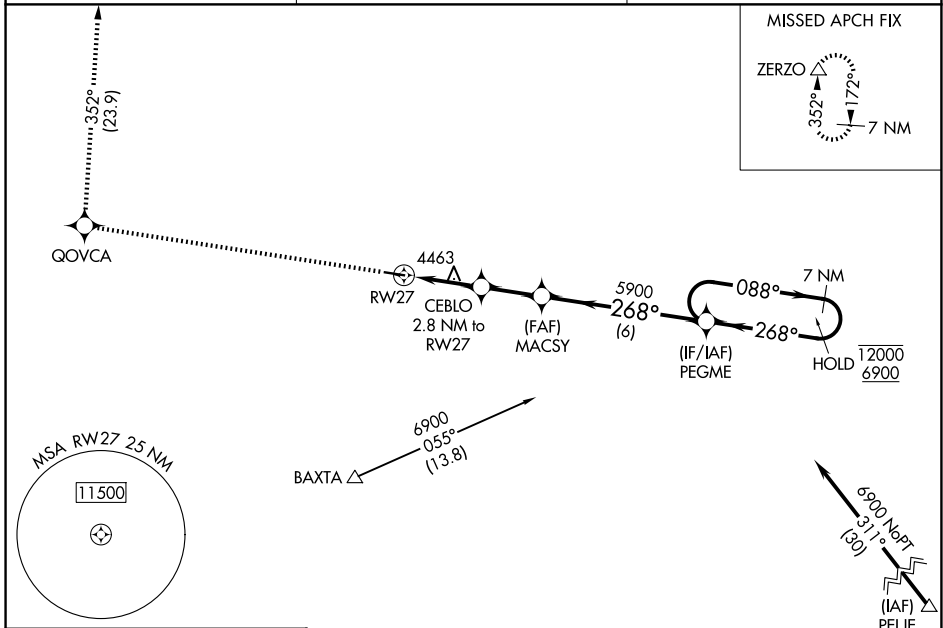 MISSED APCH FIX
ZERZO
352°
172°
7 NM
352°
(23.9)
QOVCA
4463
RW27
CEBLO
2.8 NM to
RW27
(FAF)
MACSY
5900
268°
(6)
(IF/IAF)
PEGME
088°
7 NM
268°
HOLD
12000
6900
MSA RW27 25 NM
11500
BAXTA
6900
055°
(13.8)
6900 NoPT
311°
(30)
(IAF)